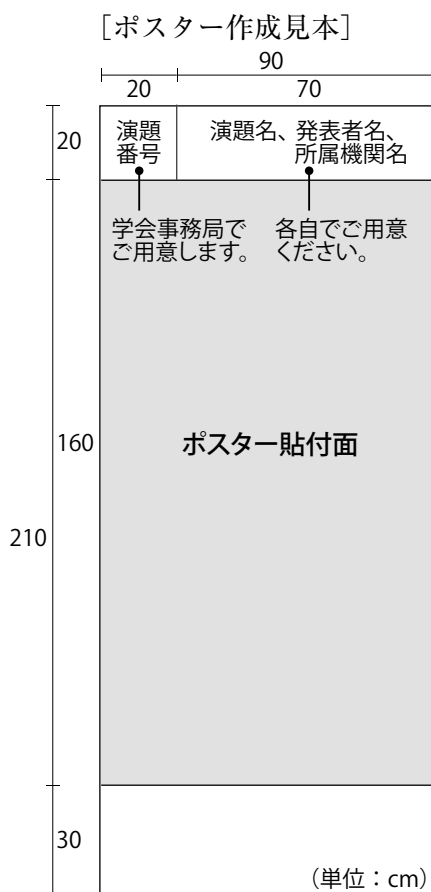 ［ポスター作成見本］
90
20
70
20
演題
番号
演題名、発表者名、
所属機関名
学会事務局で
ご用意します。
各自でご用意
ください。
160
ポスター貼付面
210
30
（単位：cm）